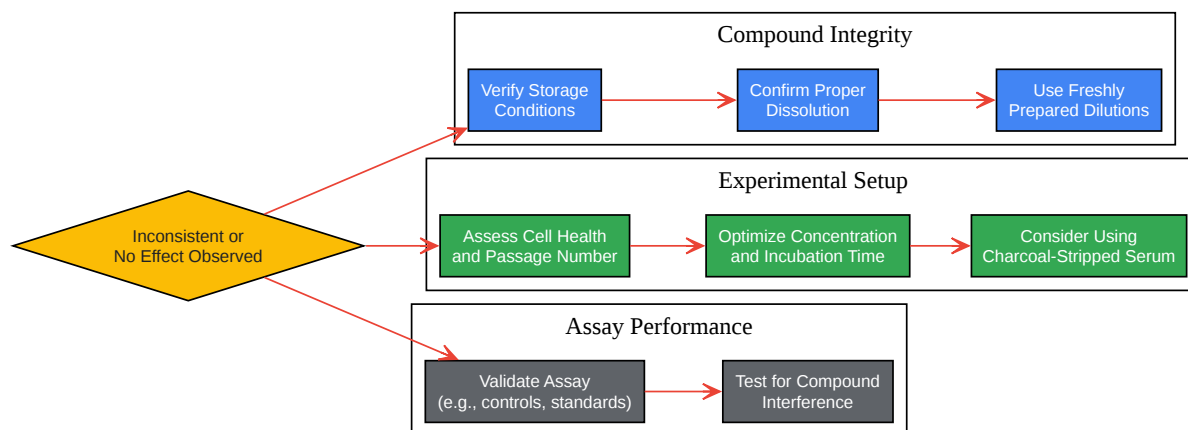 Compound Integrity
Verify Storage
Conditions
Confirm Proper
Dissolution
Use Freshly
Prepared Dilutions
Inconsistent or
No Effect Observed
Experimental Setup
Assess Cell Health
and Passage Number
Optimize Concentration
and Incubation Time
Consider Using
Charcoal-Stripped Serum
Assay Performance
Validate Assay
(e.g., controls, standards)
Test for Compound
Interference